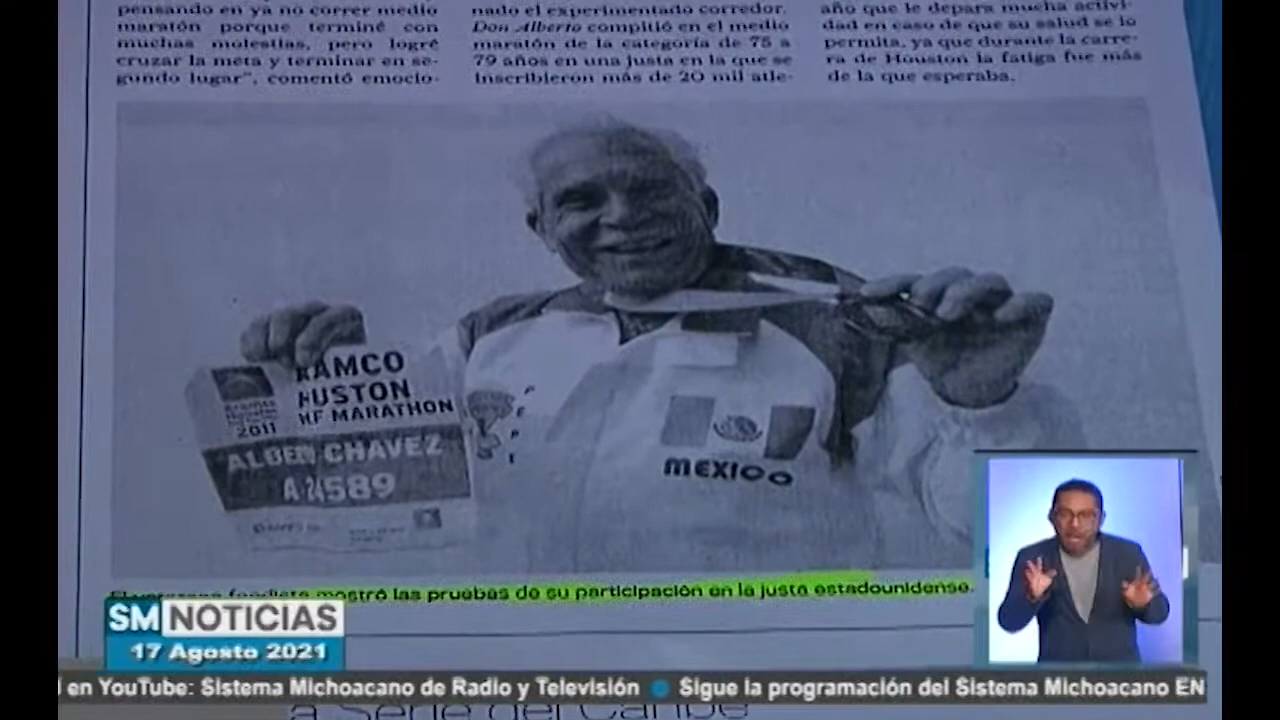 pensando en ya no correr medio
maratón porque terminé con
muchas molestias, pero logré
cruzar la meta y terminar en se-
gundo lugar", comentó emocio-
nado el experimentado corredor.
Don Alberto compitió en el medio
maratón de la categoría de 75 a
79 años en una justa en la que se
inscribieron más de 20 mil atle-
año que le depara mucha activi-
dad en caso de que su salud se lo
permita, ya que durante la carre-
ra de Houston la fatiga fue más
de la que esperaba.
RAMCO
HUSTON
MARATHON
2011
CHAVEZ
MEXICO
mostró las pruebas de su participación en la justa estadounidense.
SM NOTICIAS
17 Agosto 2021
en YouTube: Sistema Michoacano de Radio y Televisión Sigue la programación del Sistema Michoacano EN
a Serie del Caribe